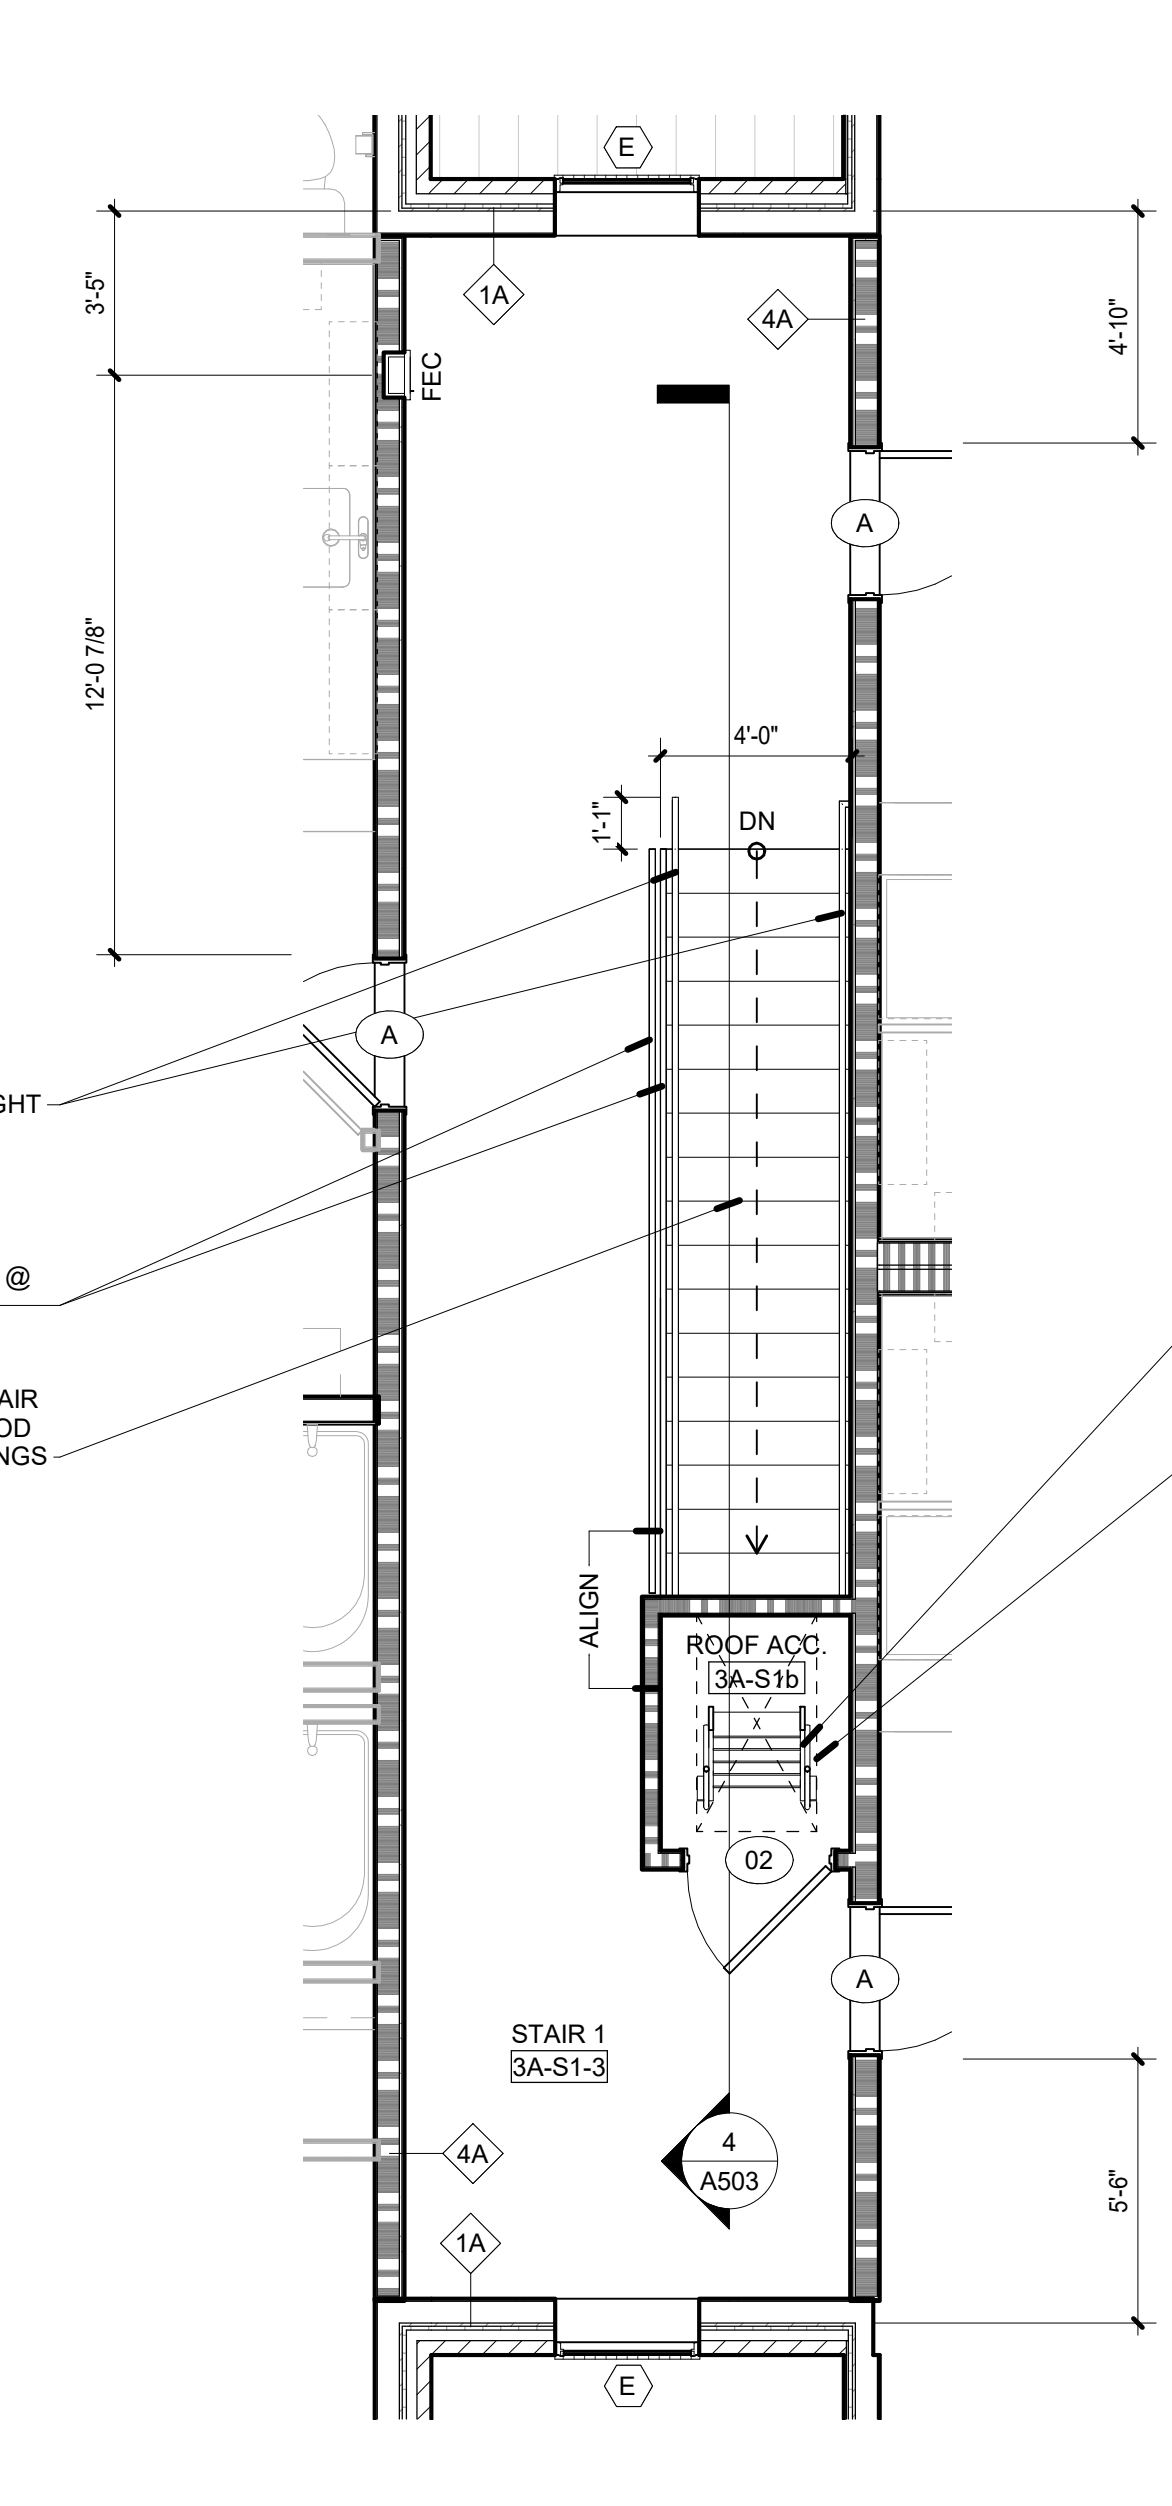 E
1A
4A
3'-5"
4'-10"
FEC
A
12'-0 7/8"
4'-0"
1'-1"
DN
A
GHT
@
AIR
OD
NGS
ALIGN
ROOF ACC.
3A-S1b
02
A
STAIR 1
3A-S1-3
4A
4
A503
5'-6"
1A
E